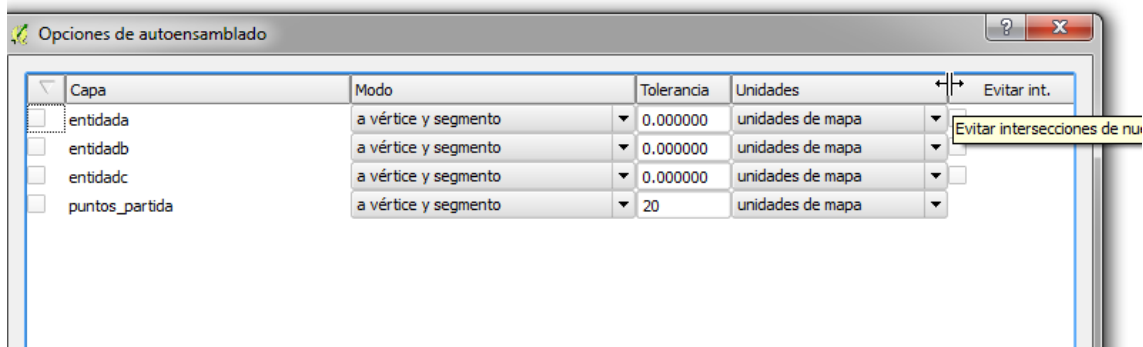 Opciones de autoensamblado
Capa Modo Tolerancia Unidades Evitar int.
entidada a vértice y segmento 0.000000 unidades de mapa
Evitar intersecciones de
entidadb a vértice y segmento 0.000000 unidades de mapa
entidadc a vértice y segmento 0.000000 unidades de mapa
puntos_partida a vértice y segmento 20 unidades de mapa